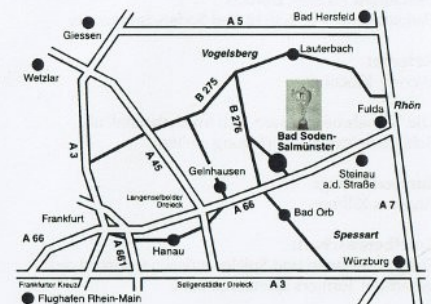 A 5
Bad Hersfeld
Giessen
Vogelsberg
Lauterbach
Wetzlar
B 275
B 276
Fulda
Rhön
A 3
A 45
Bad Soden-
Salmünster
Gelnhausen
Steinau
a.d. Straße
Langenselbolder
Dreieck
A 66
A 7
Frankfurt
Bad Orb
A 66
A 661
Hanau
Spessart
Würzburg
Frankfurter Kreuz
Seligenstädter Dreieck
A 3
Flughafen Rhein-Main